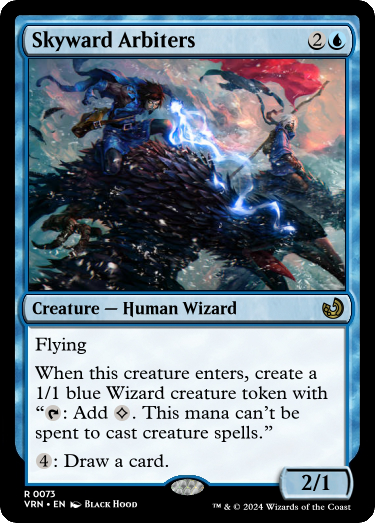 Skyward Arbiters 2
Creature — Human Wizard
Flying
When this creature enters, create a
1/1 blue Wizard creature token with
“: Add . This mana can’t be
spent to cast creature spells.”
4: Draw a card.
2/1
R 0073
VRN • EN Black Hood
™ & © 2024 Wizards of the Coast